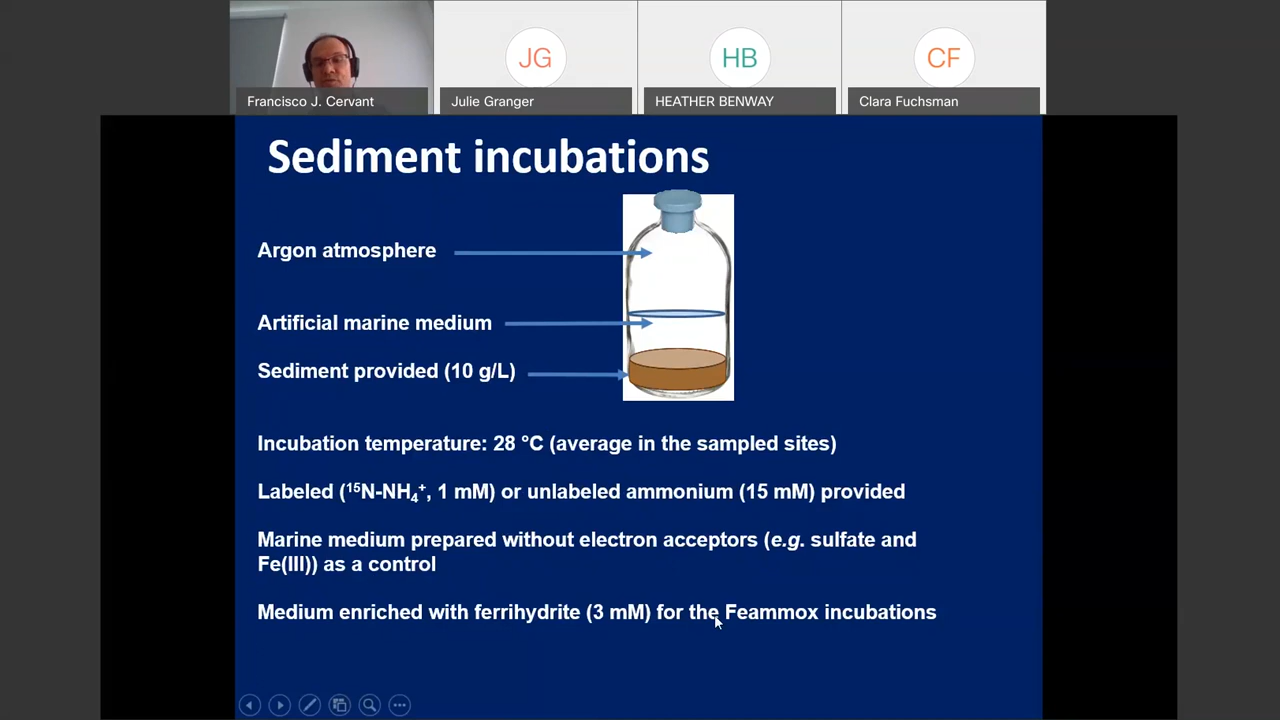 JG
HB
CF
Francisco J. Cervant
Julie Granger
HEATHER BENWAY
Clara Fuchsman
Sediment incubations
Argon atmosphere
Artificial marine medium
Sediment provided (10 g/L)
Incubation temperature: 28 °C (average in the sampled sites)
Labeled (¹⁵N-NH₄⁺, 1 mM) or unlabeled ammonium (15 mM) provided
Marine medium prepared without electron acceptors (e.g. sulfate and
Fe(III)) as a control
Medium enriched with ferrihydrite (3 mM) for the Feammox incubations